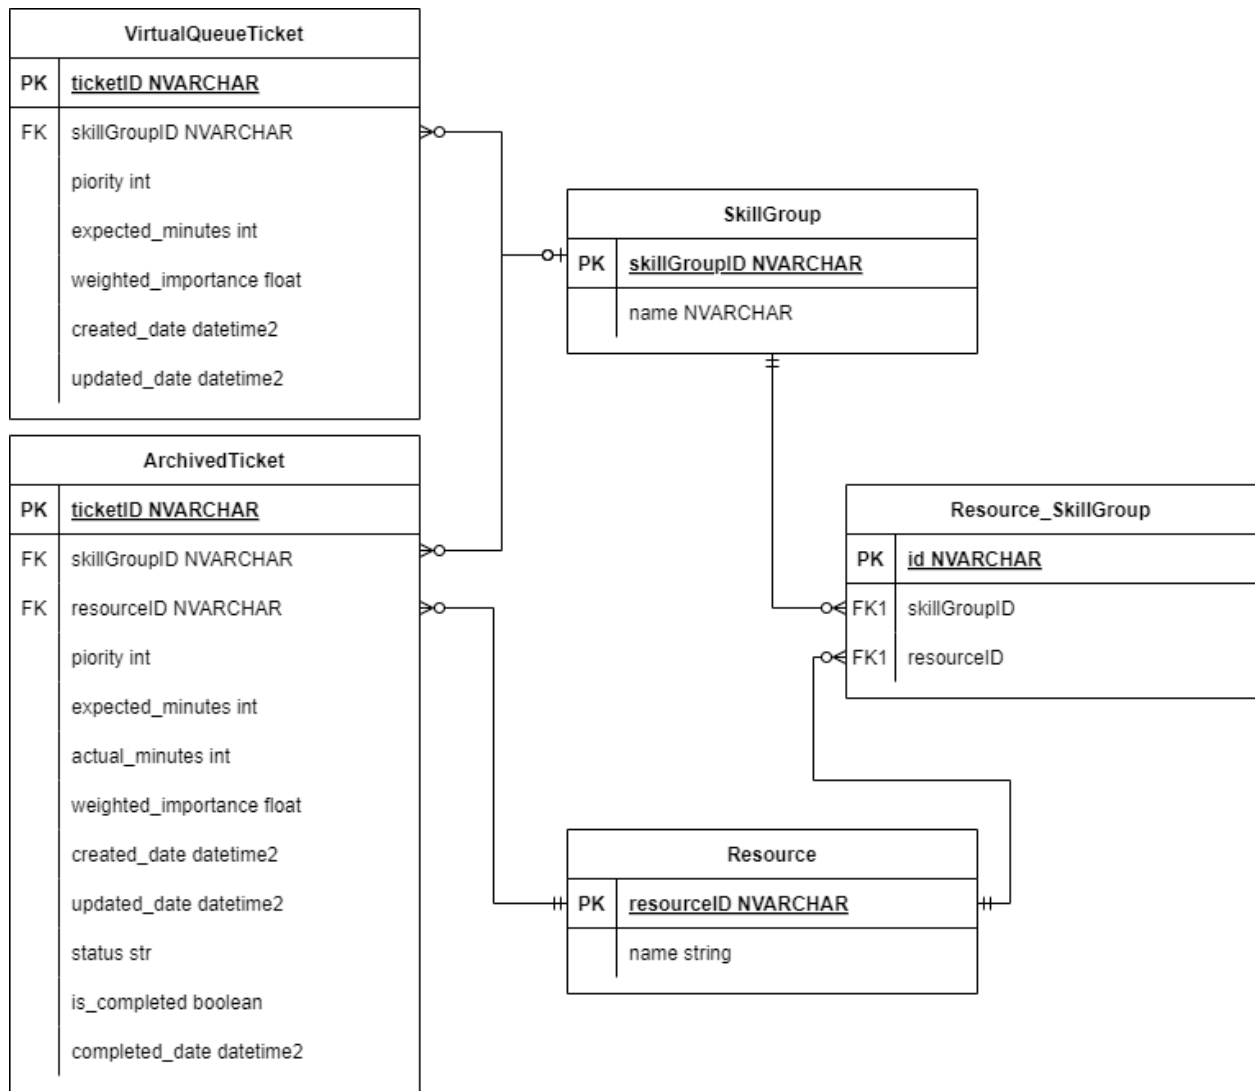 VirtualQueueTicket
PK ticketID NVARCHAR
FK skillGroupID NVARCHAR
piority int
expected_minutes int
weighted_importance float
created_date datetime2
updated_date datetime2
SkillGroup
PK skillGroupID NVARCHAR
name NVARCHAR
ArchivedTicket
PK ticketID NVARCHAR
FK skillGroupID NVARCHAR
FK resourceID NVARCHAR
piority int
expected_minutes int
actual_minutes int
weighted_importance float
created_date datetime2
updated_date datetime2
status str
is_completed boolean
completed_date datetime2
Resource_SkillGroup
PK id NVARCHAR
FK1 skillGroupID
FK1 resourceID
Resource
PK resourceID NVARCHAR
name string